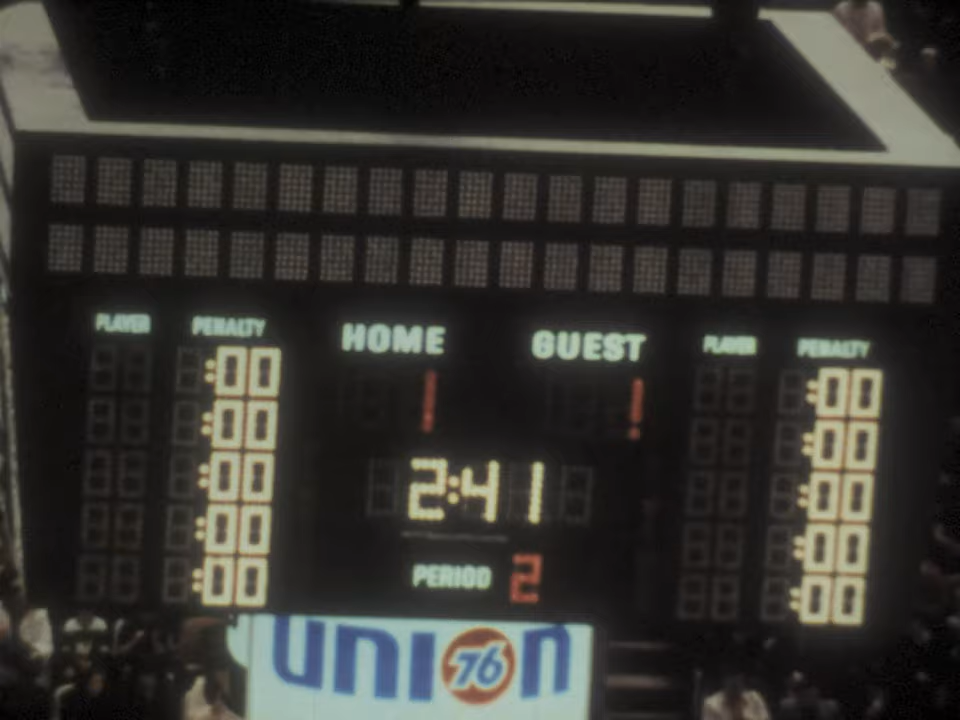 PLAYER PENALTY HOME GUEST PLAYER PENALTY
:00 1 1 :00
:00 :00
:00 2:41 :00
:00 :00
:00 PERIOD 2 :00
union 76